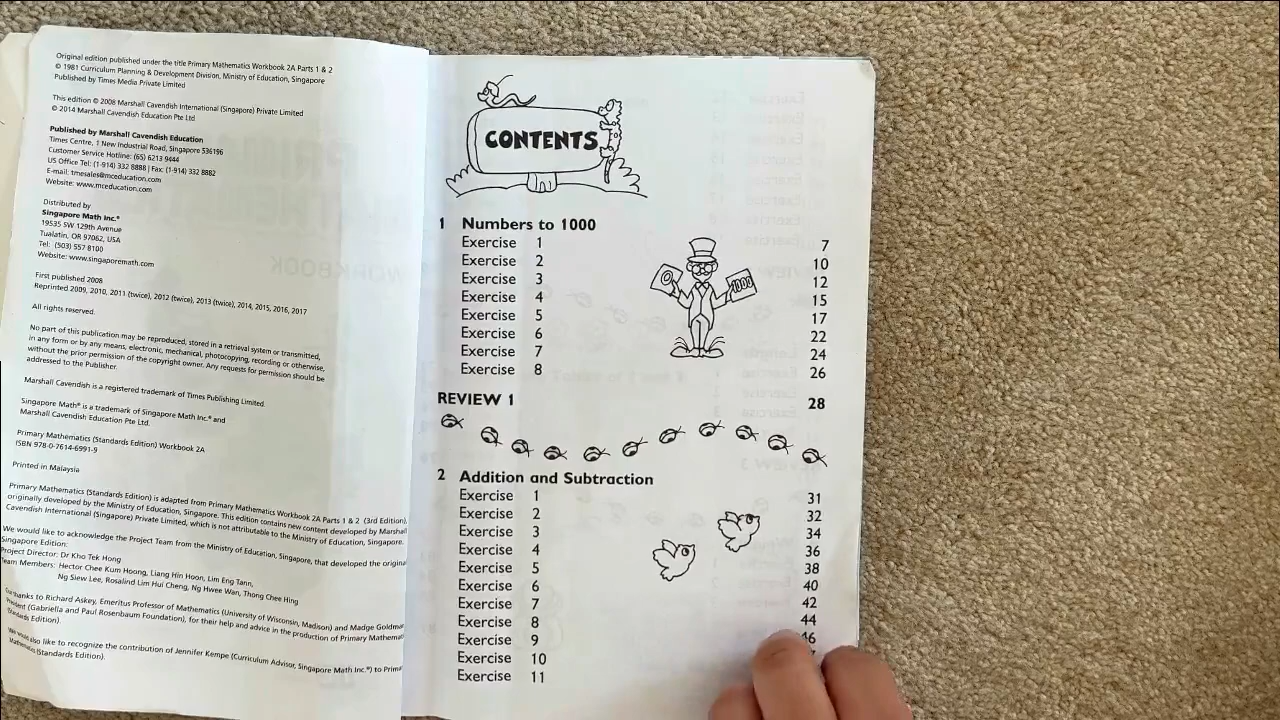 Original edition published under the title Primary Mathematics Workbook 2A Parts 1 & 2
© 1981 Curriculum Planning & Development Division, Ministry of Education, Singapore
Published by Times Media Private Limited
This edition © 2008 Marshall Cavendish International (Singapore) Private Limited
© 2014 Marshall Cavendish Education Pte Ltd
Published by Marshall Cavendish Education
Times Centre, 1 New Industrial Road, Singapore 536196
Customer Service Hotline: (65) 6213 9444
US Office Tel: (1-914) 332 8888 | Fax: (1-914) 332 8882
E-mail: tmesales@mceducation.com
Website: www.mceducation.com
Distributed by
Singapore Math Inc.®
19535 SW 129th Avenue
Tualatin, OR 97062, USA
Tel: (503) 557 8100
Website: www.singaporemath.com
First published 2008
Reprinted 2009, 2010, 2011 (twice), 2012 (twice), 2013 (twice), 2014, 2015, 2016, 2017
All rights reserved.
No part of this publication may be reproduced, stored in a retrieval system or transmitted,
in any form or by any means, electronic, mechanical, photocopying, recording or otherwise,
without the prior permission of the copyright owner. Any requests for permission should be
addressed to the Publisher.
Marshall Cavendish is a registered trademark of Times Publishing Limited.
Singapore Math® is a trademark of Singapore Math Inc.® and
Marshall Cavendish Education Pte Ltd.
Primary Mathematics (Standards Edition) Workbook 2A
ISBN 978-0-7614-6991-9
Printed in Malaysia
Primary Mathematics (Standards Edition) is adapted from Primary Mathematics Workbook 2A Parts 1 & 2 (3rd Edition),
originally developed by the Ministry of Education, Singapore. This edition contains new content developed by Marshall
Cavendish International (Singapore) Private Limited, which is not attributable to the Ministry of Education, Singapore.
We would like to acknowledge the Project Team from the Ministry of Education, Singapore, that developed the original
Singapore Edition:
Project Director: Dr Kho Tek Hong
Team Members: Hector Chee Kum Hoong, Liang Hin Hoon, Lim Eng Tann,
Ng Siew Lee, Rosalind Lim Hui Cheng, Ng Hwee Wan, Thong Chee Hing
thanks to Richard Askey, Emeritus Professor of Mathematics (University of Wisconsin, Madison) and Madge Goldman
(Gabriella and Paul Rosenbaum Foundation), for their help and advice in the production of Primary Mathematics
Edition).
We would also like to recognize the contribution of Jennifer Kempe (Curriculum Advisor, Singapore Math Inc.®) to Primary
Mathematics (Standards Edition).
CONTENTS
1 Numbers to 1000
Exercise 1 7
Exercise 2 10
Exercise 3 12
Exercise 4 15
Exercise 5 17
Exercise 6 22
Exercise 7 24
Exercise 8 26
0
1000
REVIEW 1 28
2 Addition and Subtraction
Exercise 1 31
Exercise 2 32
Exercise 3 34
Exercise 4 36
Exercise 5 38
Exercise 6 40
Exercise 7 42
Exercise 8 44
Exercise 9 46
Exercise 10
Exercise 11